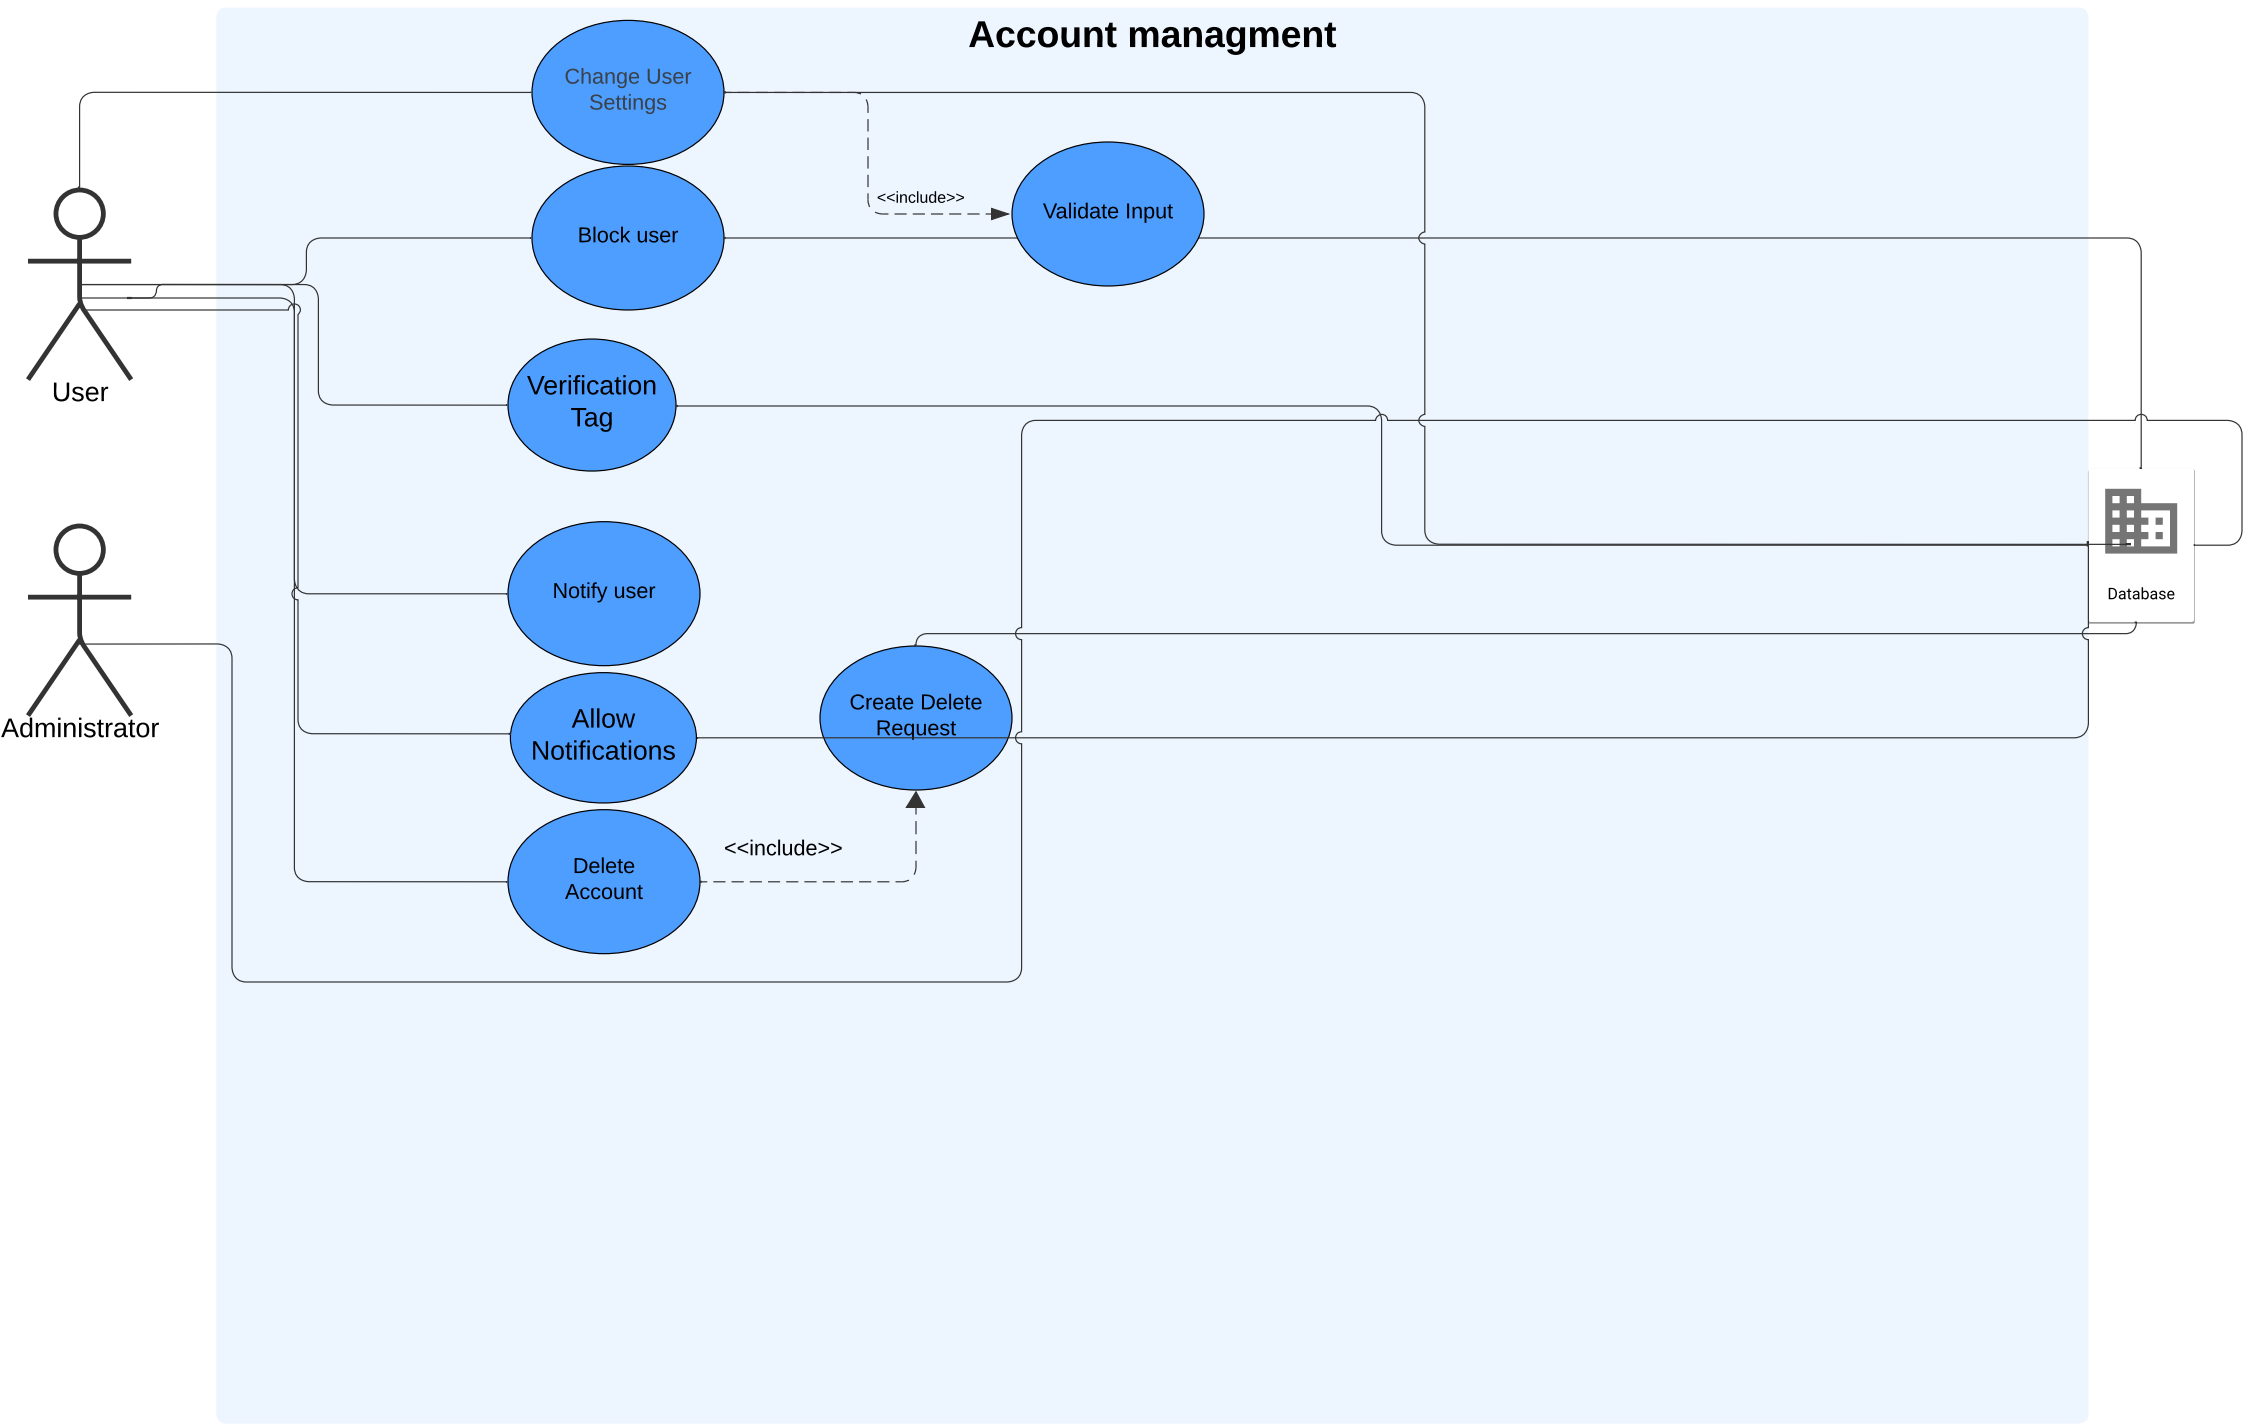 Account managment
Change User
Settings
<<include>>
Validate Input
Block user
User
Verification
Tag
Notify user
Database
Administrator
Create Delete
Request
Allow
Notifications
<<include>>
Delete
Account